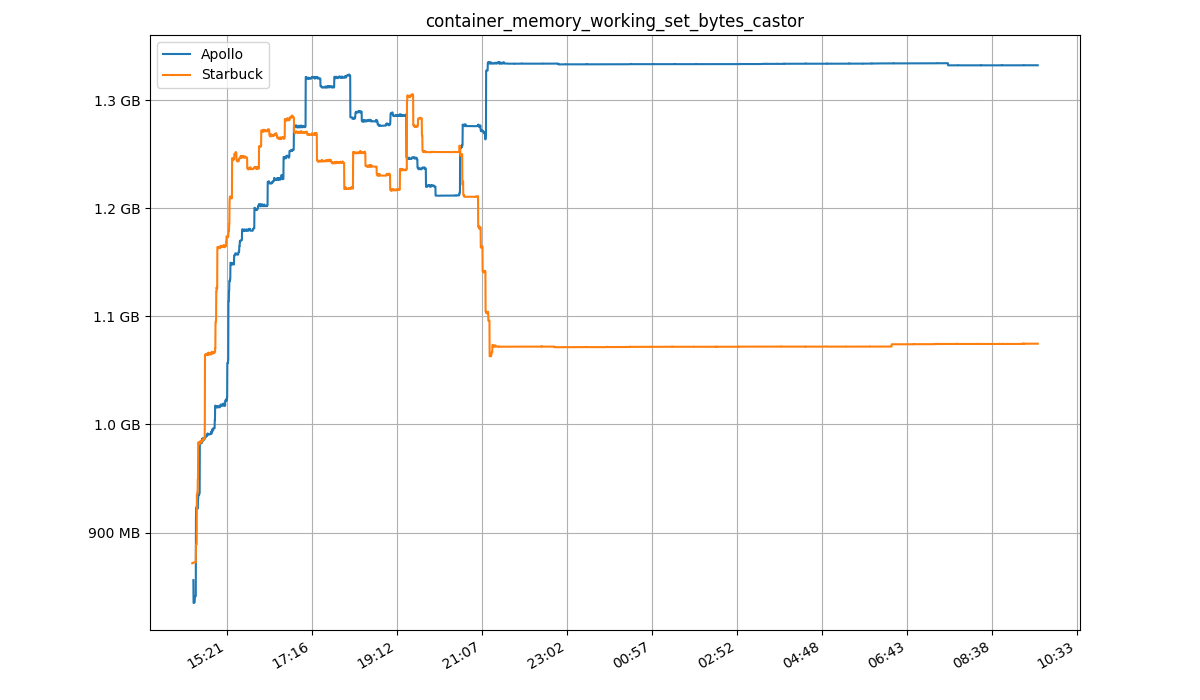 container_memory_working_set_bytes_castor
Apollo
Starbuck
1.3 GB
1.2 GB
1.1 GB
1.0 GB
900 MB
15:21
17:16
19:12
21:07
23:02
00:57
02:52
04:48
06:43
08:38
10:33